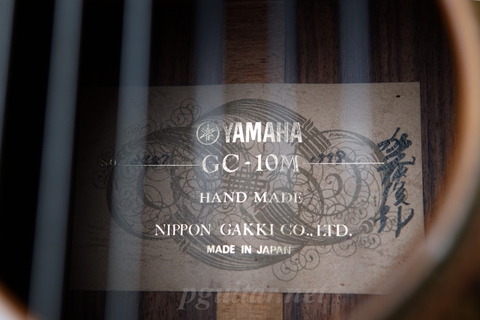 YAMAHA
GC-10M
HAND MADE
NIPPON GAKKI CO., LTD.
MADE IN JAPAN
pguitar.net